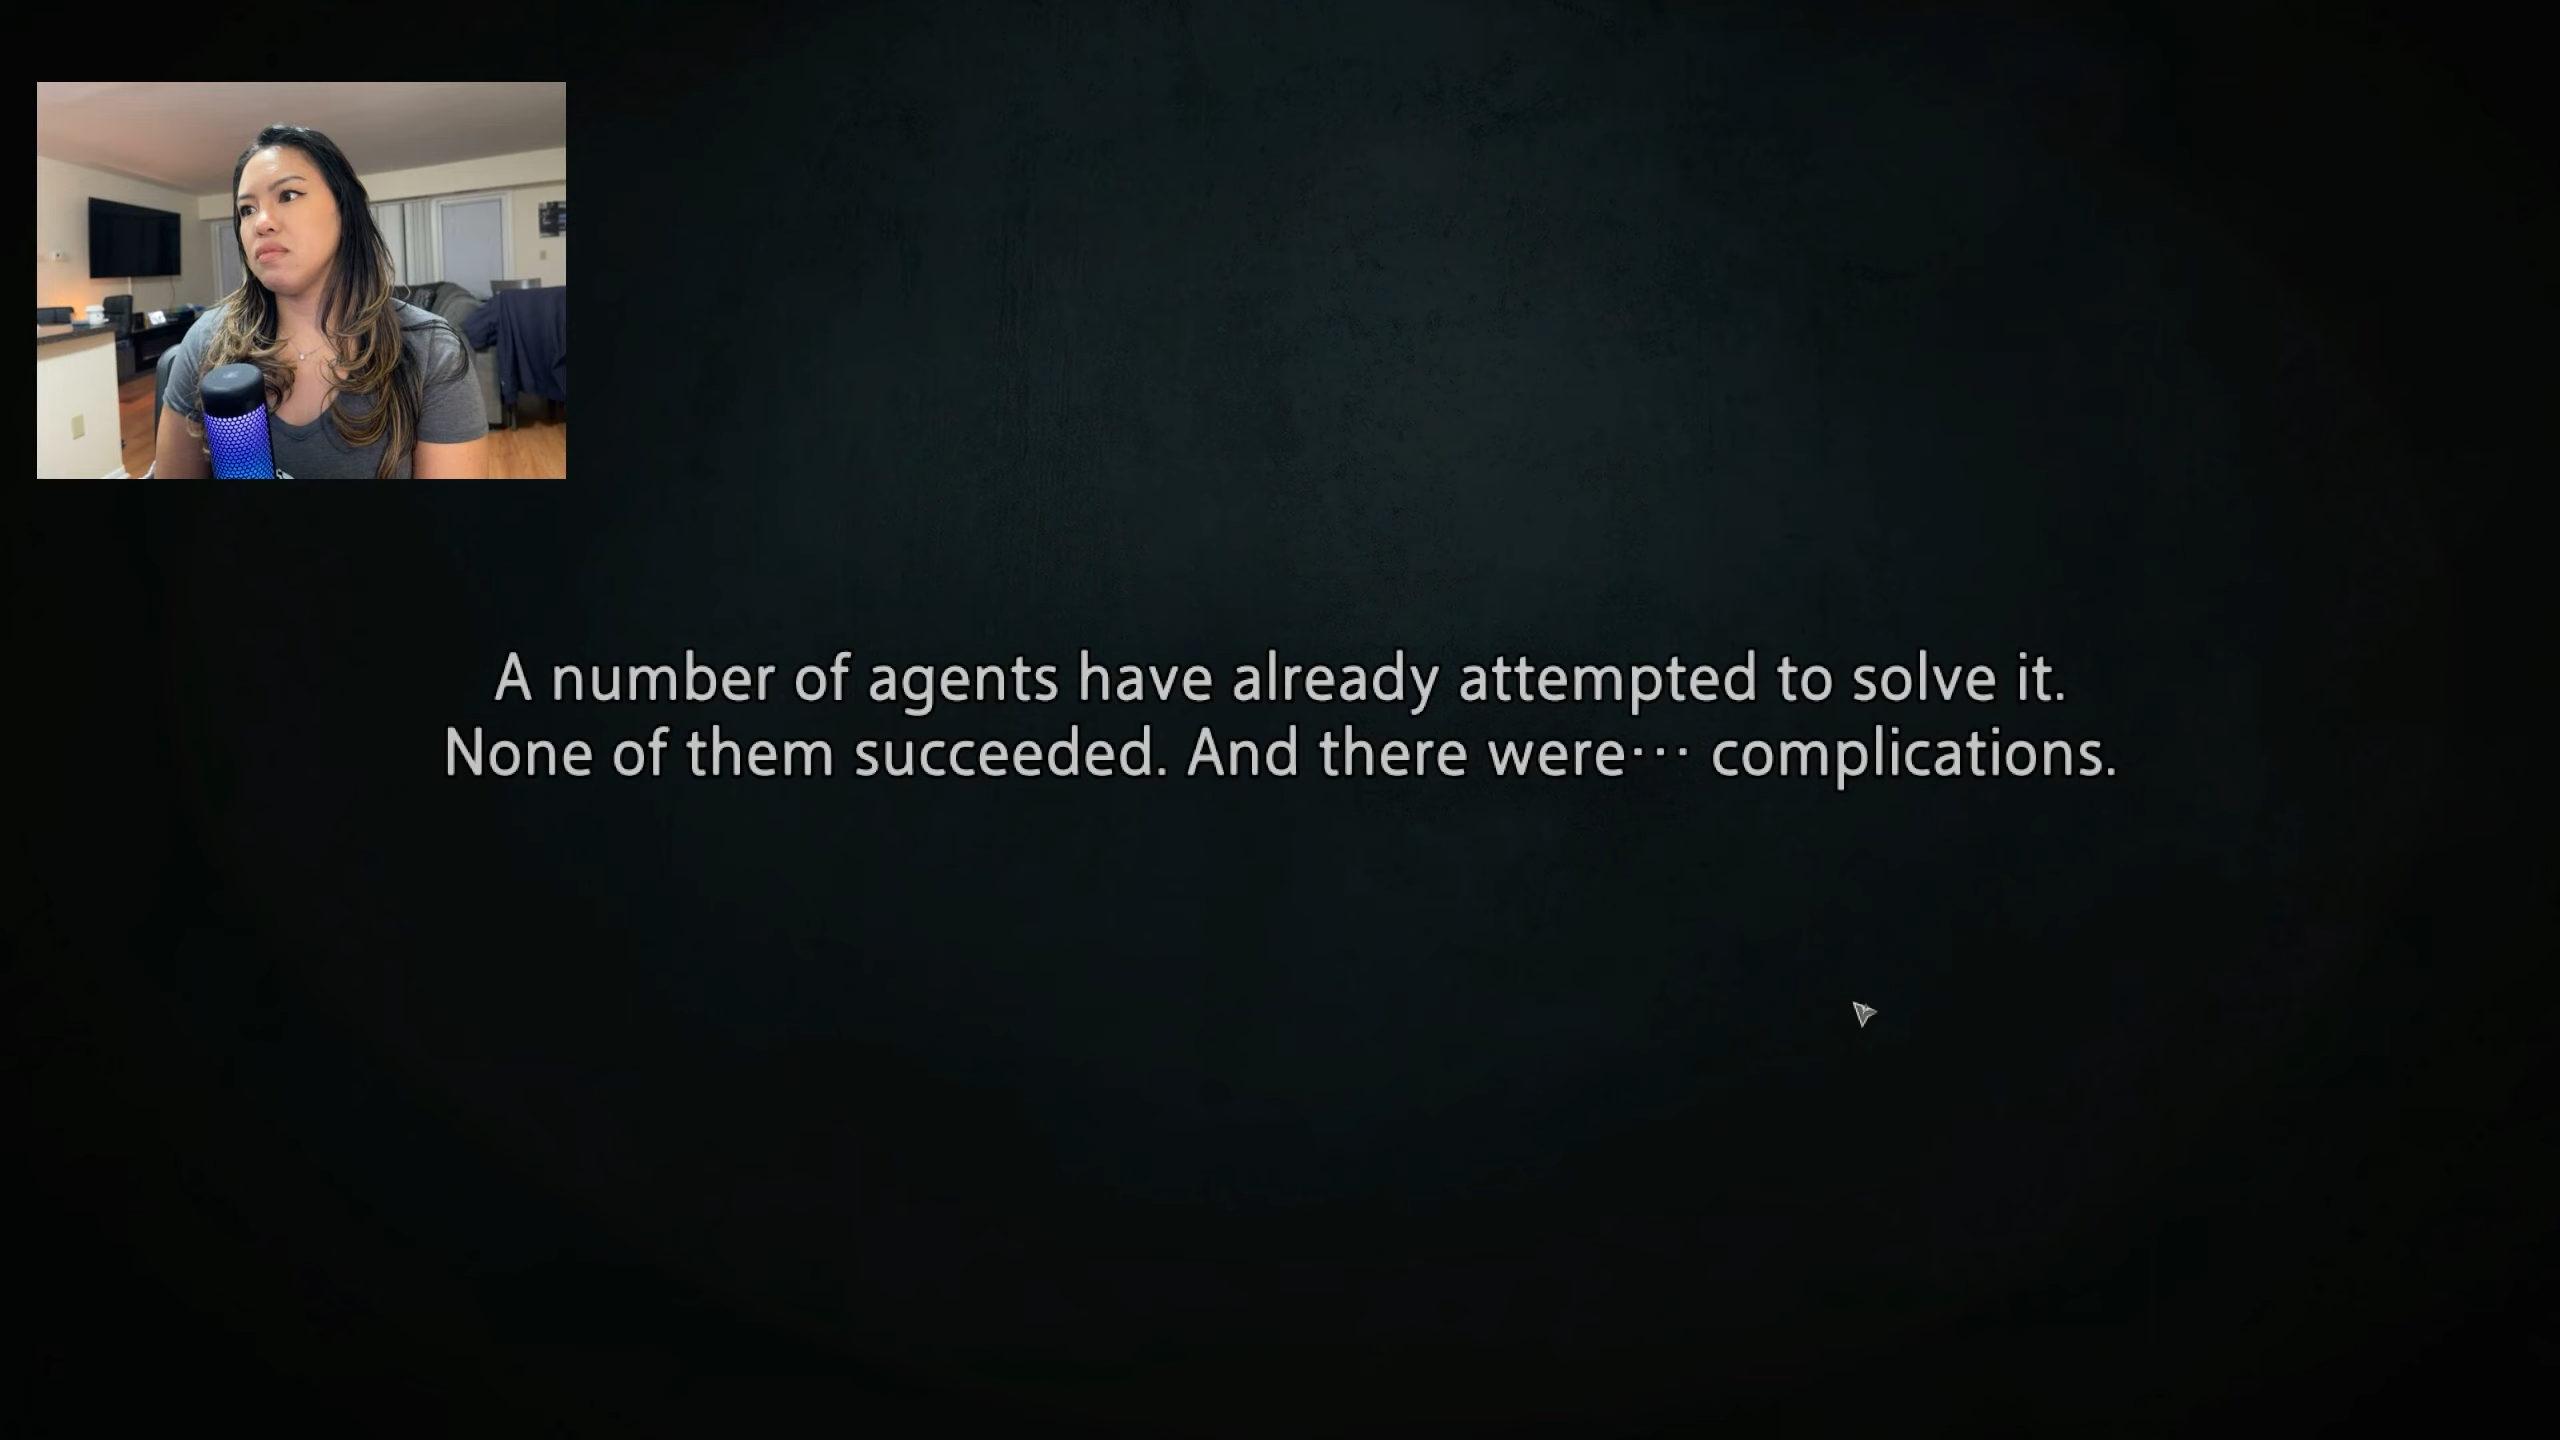 A number of agents have already attempted to solve it.
None of them succeeded. And there were··· complications.